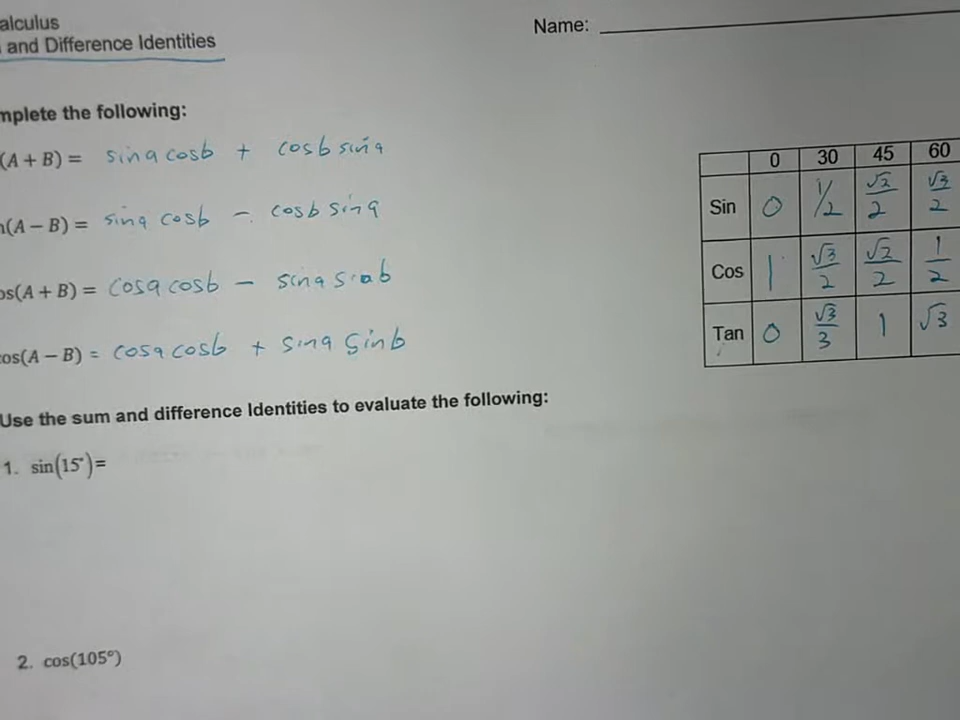 alculus
and Difference Identities
Name:
mplete the following:
(A + B) = sina cosb + cosb sina
n(A − B) = sina cosb − cosb sina
os(A + B) = cosa cosb − sina sinb
cos(A − B) = cosa cosb + sina sinb
0 30 45 60
Sin 0 1/2 √2/2 √3/2
Cos 1 √3/2 √2/2 1/2
Tan 0 √3/3 1 √3
Use the sum and difference Identities to evaluate the following:
1. sin(15°)=
2. cos(105°)